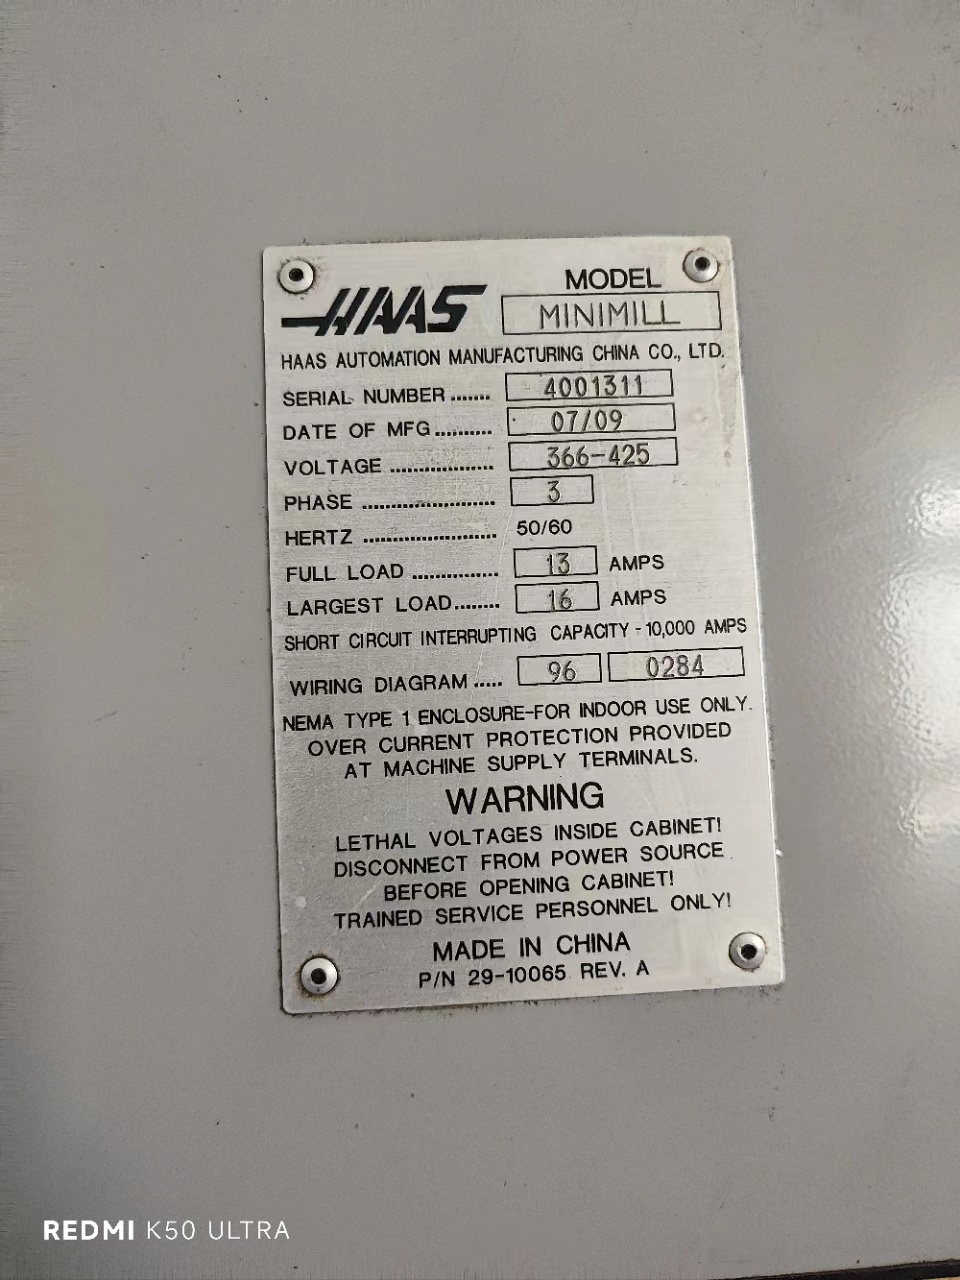 HAAS
MODEL
MINIMILL
HAAS AUTOMATION MANUFACTURING CHINA CO., LTD.
SERIAL NUMBER ....... 4001311
DATE OF MFG.......... 07/09
VOLTAGE .................. 366-425
PHASE ....................... 3
HERTZ ....................... 50/60
FULL LOAD ............... 13 AMPS
LARGEST LOAD........ 16 AMPS
SHORT CIRCUIT INTERRUPTING CAPACITY - 10,000 AMPS
WIRING DIAGRAM ..... 96 0284
NEMA TYPE 1 ENCLOSURE-FOR INDOOR USE ONLY.
OVER CURRENT PROTECTION PROVIDED
AT MACHINE SUPPLY TERMINALS.
WARNING
LETHAL VOLTAGES INSIDE CABINET!
DISCONNECT FROM POWER SOURCE
BEFORE OPENING CABINET!
TRAINED SERVICE PERSONNEL ONLY!
MADE IN CHINA
P/N 29-10065 REV. A
REDMI K50 ULTRA